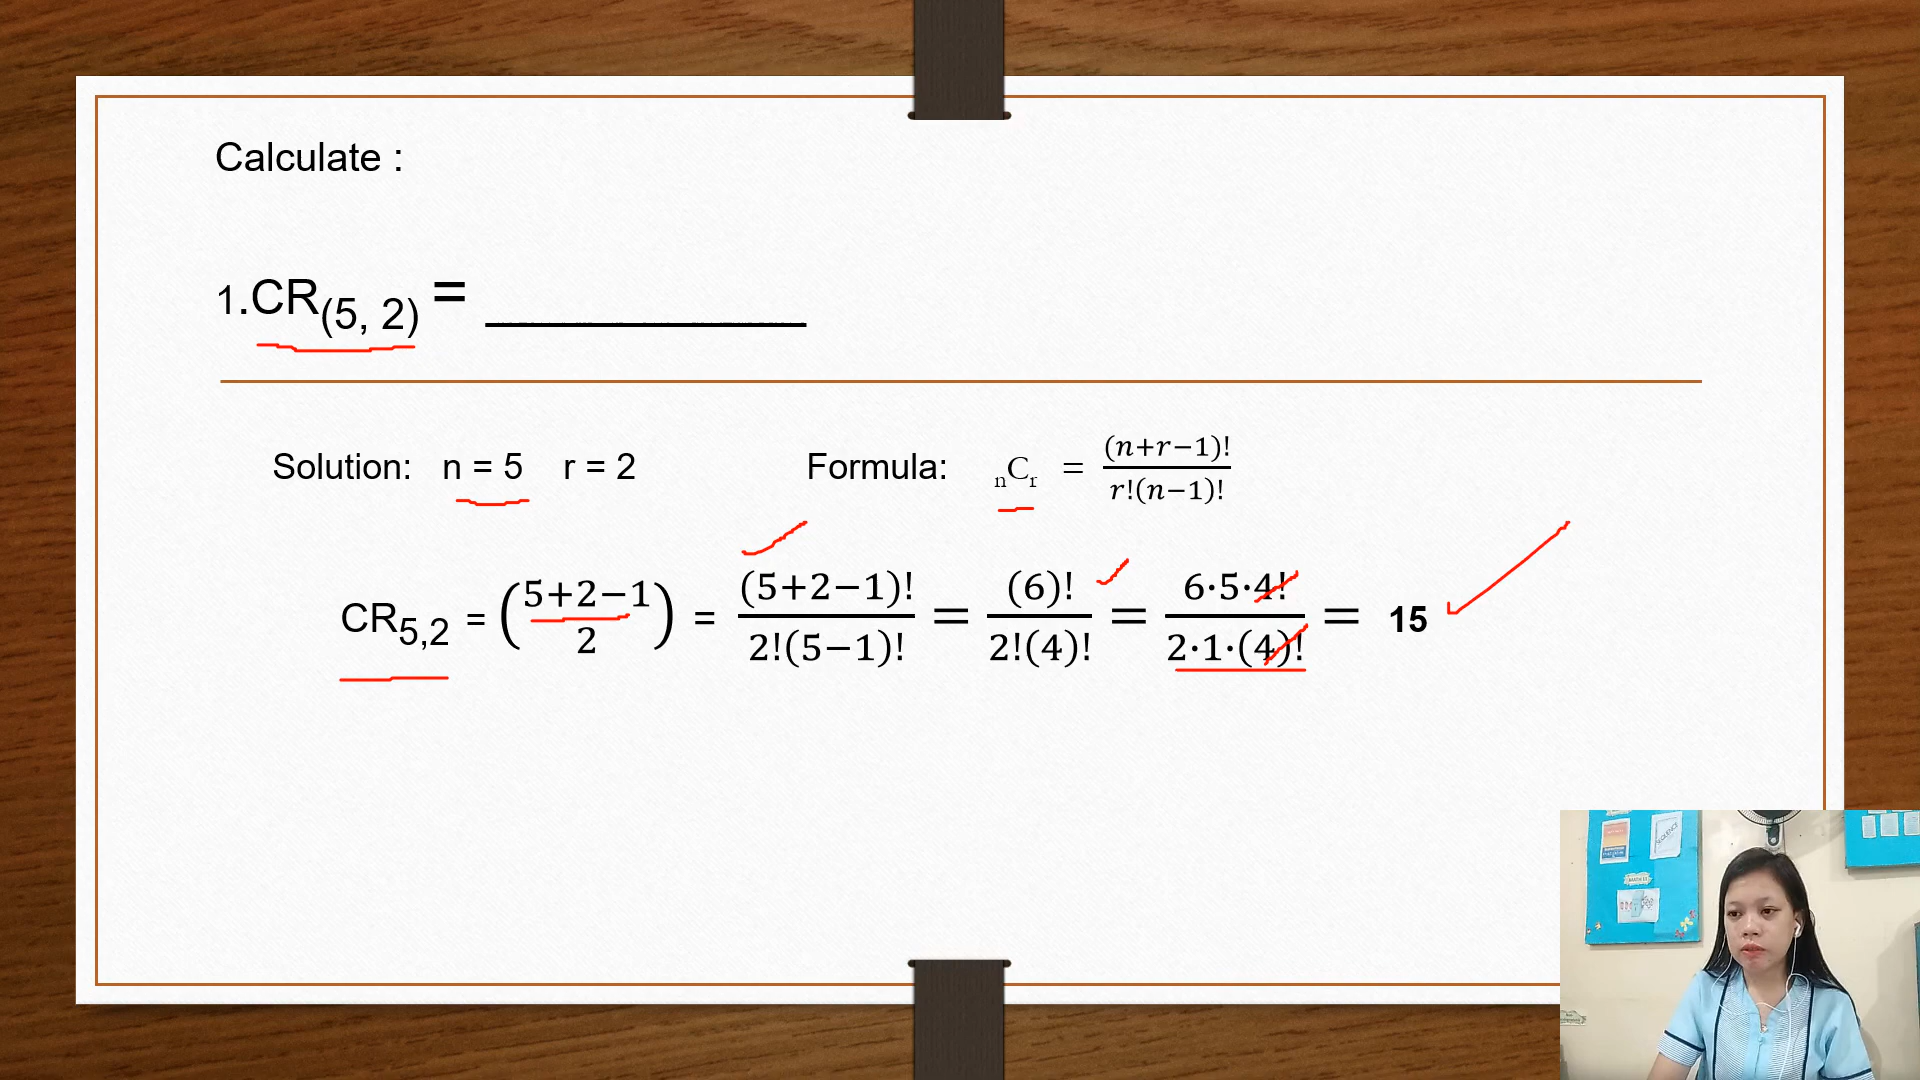 Calculate :
1.CR(5, 2) = ____________
Solution: n = 5 r = 2 Formula: nCr = (n+r−1)! / r!(n−1)!
CR5,2 = (5+2−1 / 2) = (5+2−1)! / 2!(5−1)! = (6)! / 2!(4)! = 6·5·4! / 2·1·(4)! = 15